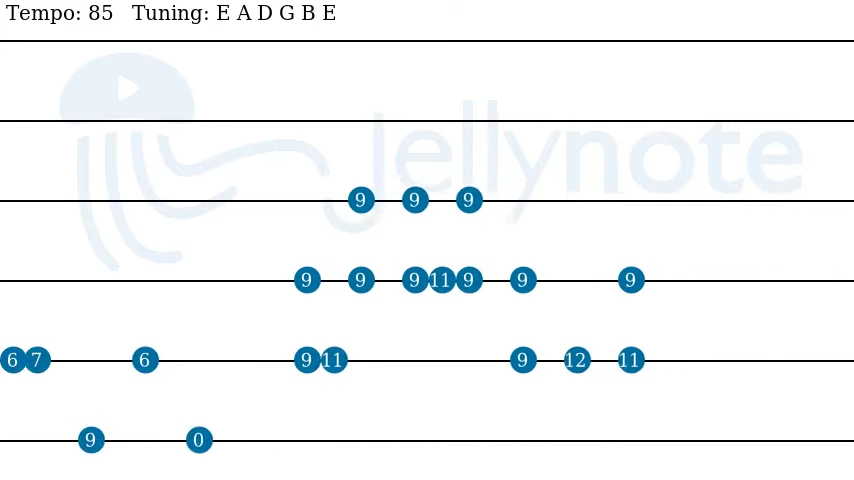 Tempo: 85 Tuning: E A D G B E
jellynote
9 9 9
9 9 9 11 9 9 9
6 7 6 9 11 9 12 11
9 0